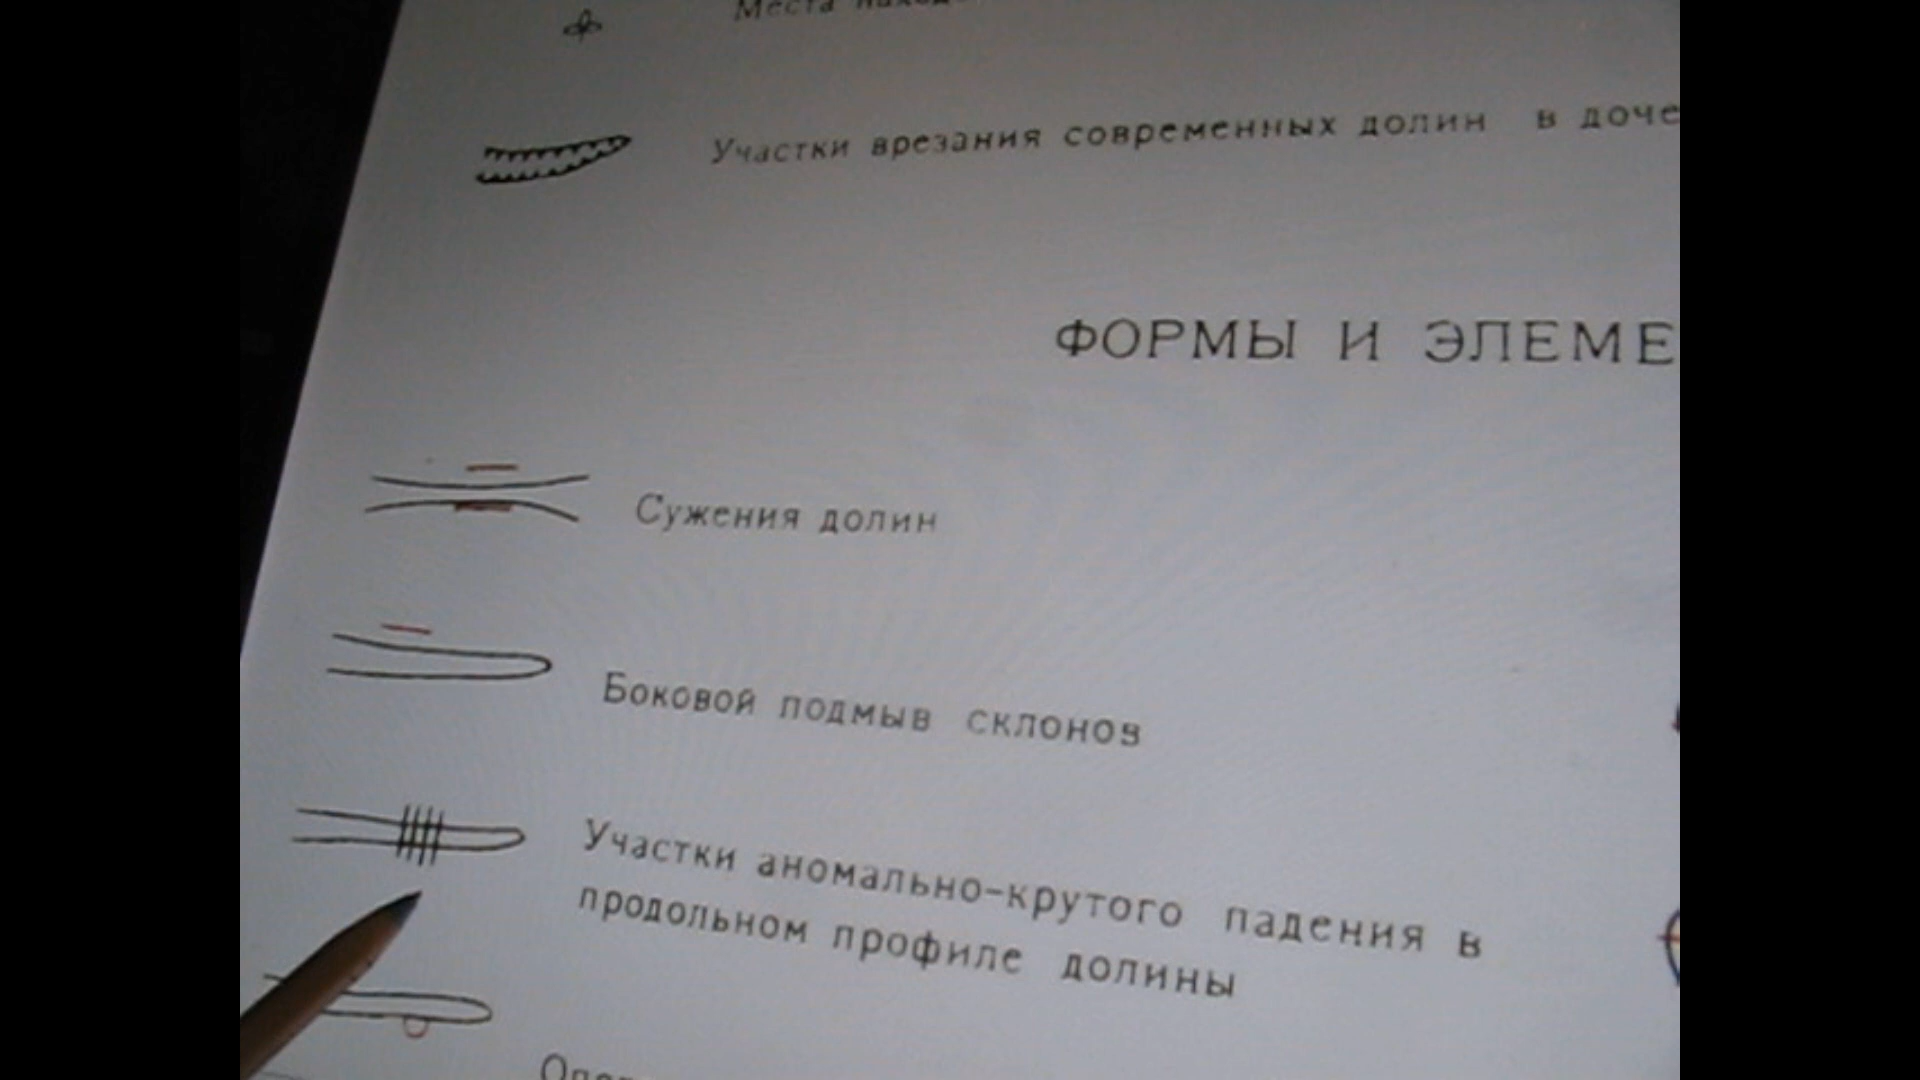 Места
Участки врезания современных долин в доче
ФОРМЫ И ЭЛЕМЕ
Сужения долин
Боковой подмыв склонов
Участки аномально-крутого падения в
продольном профиле долины